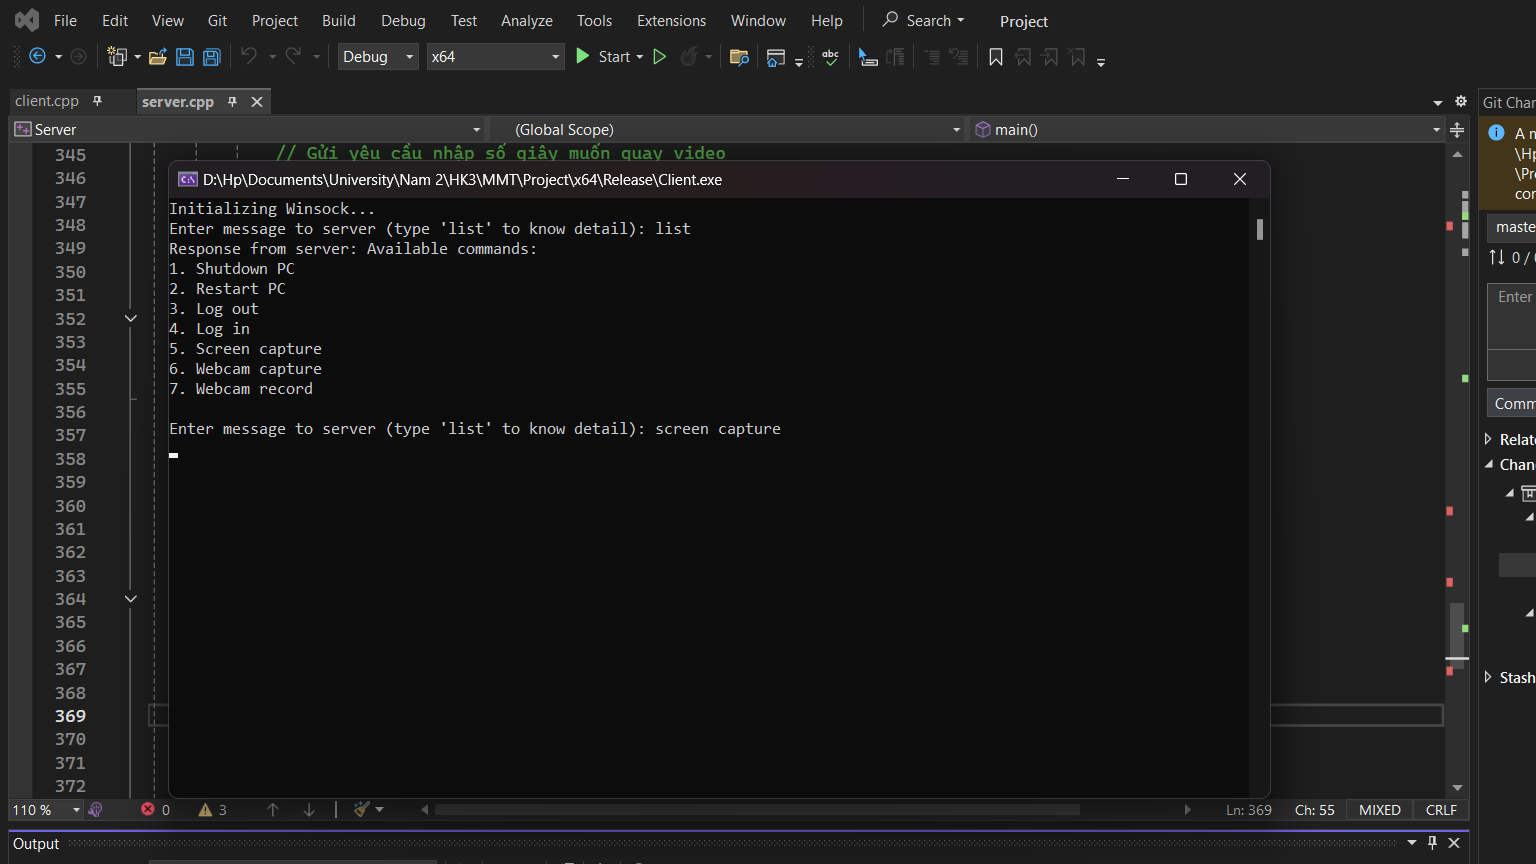 File Edit View Git Project Build Debug Test Analyze Tools Extensions Window Help Search Project
Debug x64 Start abc
client.cpp server.cpp
Git Char
Server (Global Scope) main()
345 // Gửi yêu cầu nhập số giây muốn quay video
346
347
348
349
350
351
352
353
354
355
356
357
358
359
360
361
362
363
364
365
366
367
368
369
370
371
372
D:\Hp\Documents\University\Nam 2\HK3\MMT\Project\x64\Release\Client.exe
Initializing Winsock...
Enter message to server (type 'list' to know detail): list
Response from server: Available commands:
1. Shutdown PC
2. Restart PC
3. Log out
4. Log in
5. Screen capture
6. Webcam capture
7. Webcam record
Enter message to server (type 'list' to know detail): screen capture
A n
\Hp
\Pro
cor
maste
0 /
Enter
Comm
Relate
Chan
Stash
110 % 0 3 Ln: 369 Ch: 55 MIXED CRLF
Output